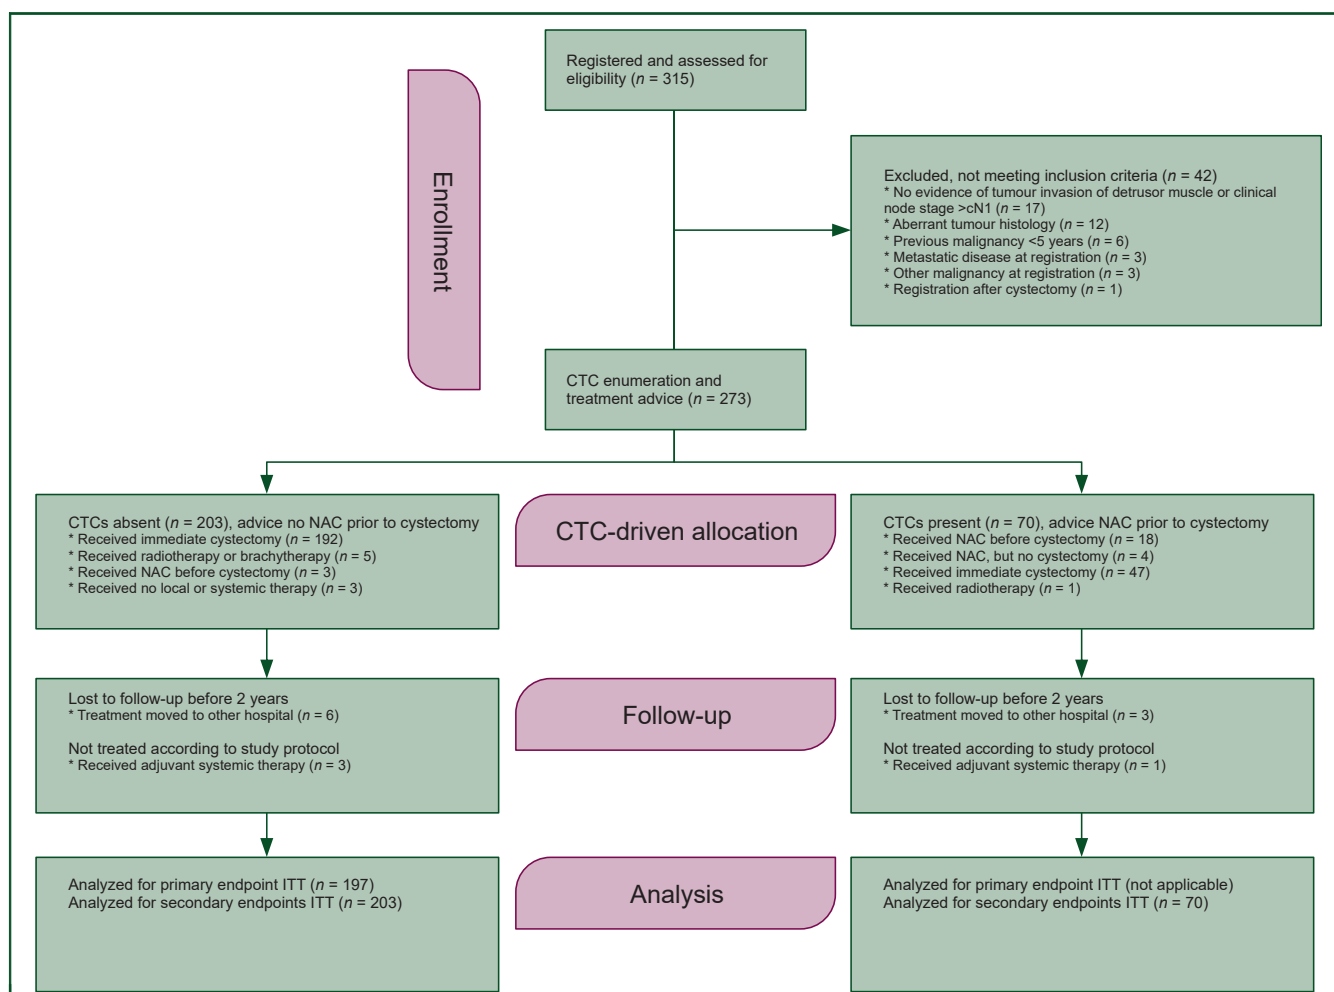 Registered and assessed for
eligibility (n = 315)
Enrollment
Excluded, not meeting inclusion criteria (n = 42)
* No evidence of tumour invasion of detrusor muscle or clinical
node stage >cN1 (n = 17)
* Aberrant tumour histology (n = 12)
* Previous malignancy <5 years (n = 6)
* Metastatic disease at registration (n = 3)
* Other malignancy at registration (n = 3)
* Registration after cystectomy (n = 1)
CTC enumeration and
treatment advice (n = 273)
CTCs absent (n = 203), advice no NAC prior to cystectomy
* Received immediate cystectomy (n = 192)
* Received radiotherapy or brachytherapy (n = 5)
* Received NAC before cystectomy (n = 3)
* Received no local or systemic therapy (n = 3)
CTC-driven allocation
CTCs present (n = 70), advice NAC prior to cystectomy
* Received NAC before cystectomy (n = 18)
* Received NAC, but no cystectomy (n = 4)
* Received immediate cystectomy (n = 47)
* Received radiotherapy (n = 1)
Lost to follow-up before 2 years
* Treatment moved to other hospital (n = 6)
Not treated according to study protocol
* Received adjuvant systemic therapy (n = 3)
Follow-up
Lost to follow-up before 2 years
* Treatment moved to other hospital (n = 3)
Not treated according to study protocol
* Received adjuvant systemic therapy (n = 1)
Analyzed for primary endpoint ITT (n = 197)
Analyzed for secondary endpoints ITT (n = 203)
Analysis
Analyzed for primary endpoint ITT (not applicable)
Analyzed for secondary endpoints ITT (n = 70)